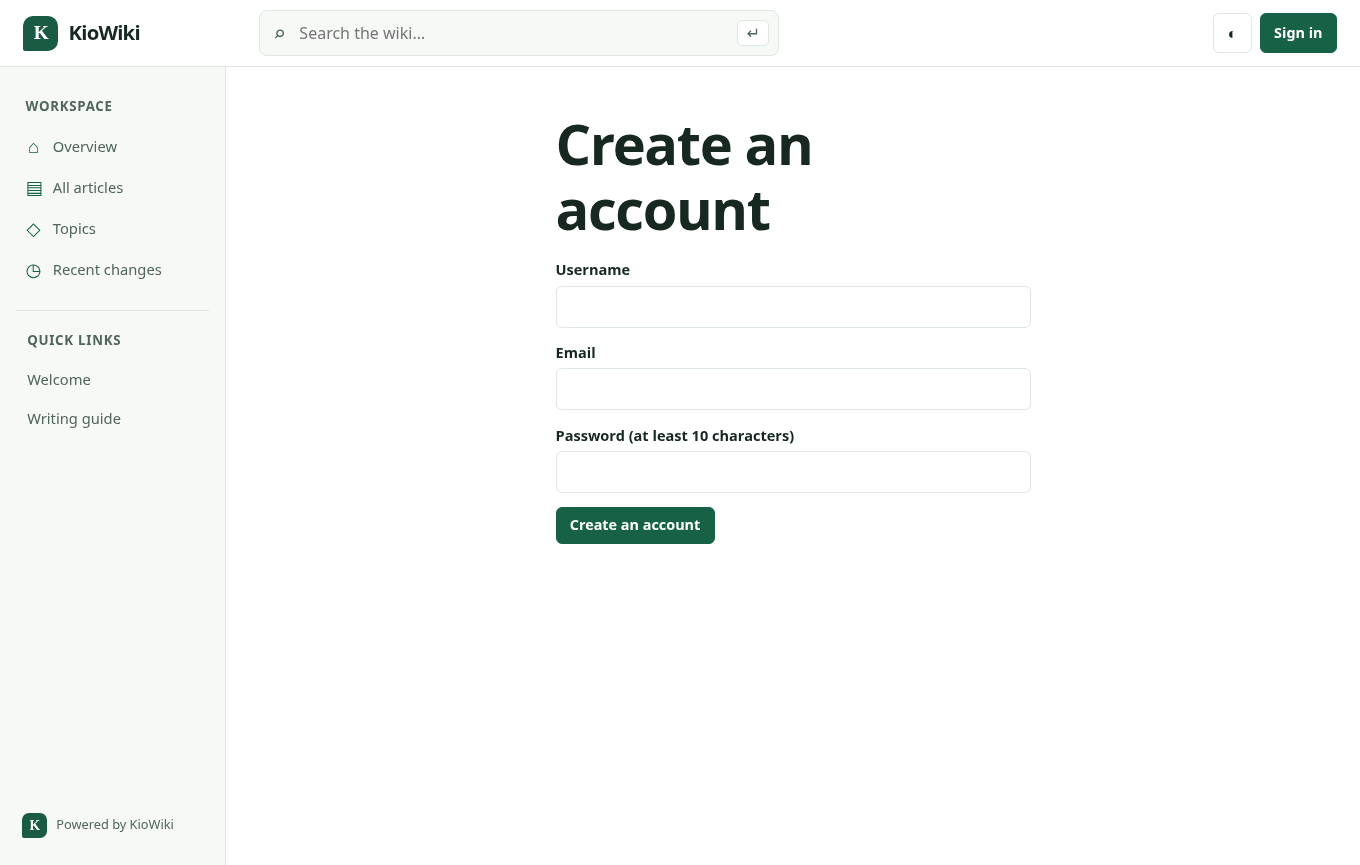 K KioWiki
Search the wiki...
Sign in
WORKSPACE
Overview
All articles
Topics
Recent changes
QUICK LINKS
Welcome
Writing guide
Create an
account
Username
Email
Password (at least 10 characters)
Create an account
K Powered by KioWiki